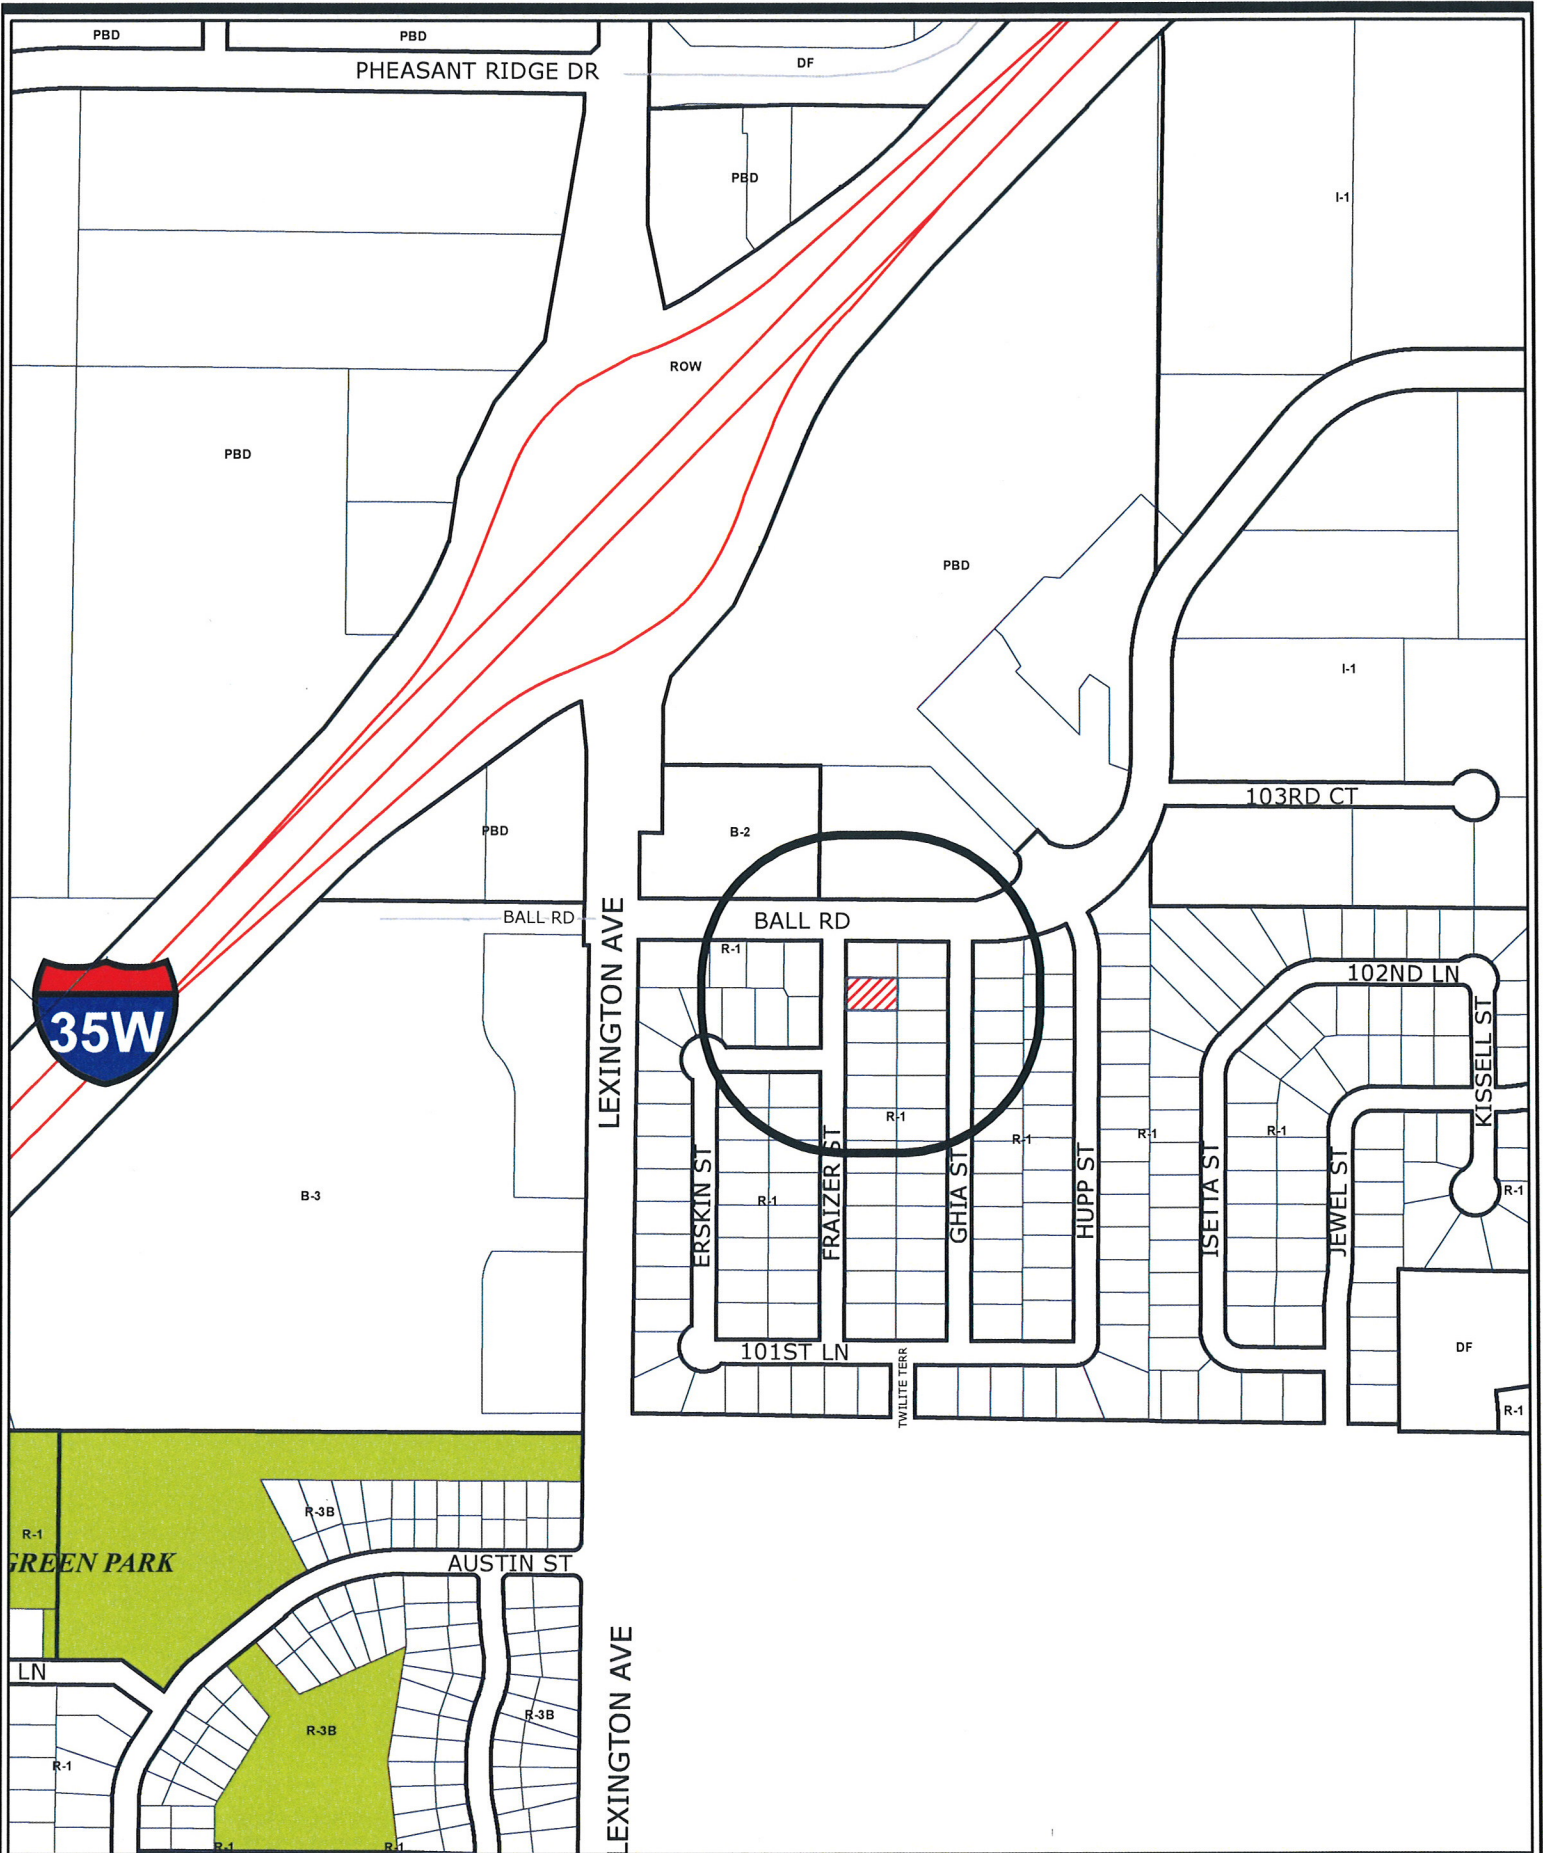 PBD
PBD
PHEASANT RIDGE DR
DF
PBD
I-1
ROW
PBD
PBD
I-1
103RD CT
PBD
B-2
BALL RD
BALL RD
LEXINGTON AVE
R-1
102ND LN
35W
KISSELL ST
R-1
R-1
R-1
R-1
B-3
R-1
R-1
ERSKIN ST
FRAIZER ST
GHIA ST
HUPP ST
ISETTA ST
JEWEL ST
101ST LN
TWILITE TERR
DF
R-1
R-3B
R-1
GREEN PARK
AUSTIN ST
LN
LEXINGTON AVE
R-3B
R-3B
R-1
R-1
R-1